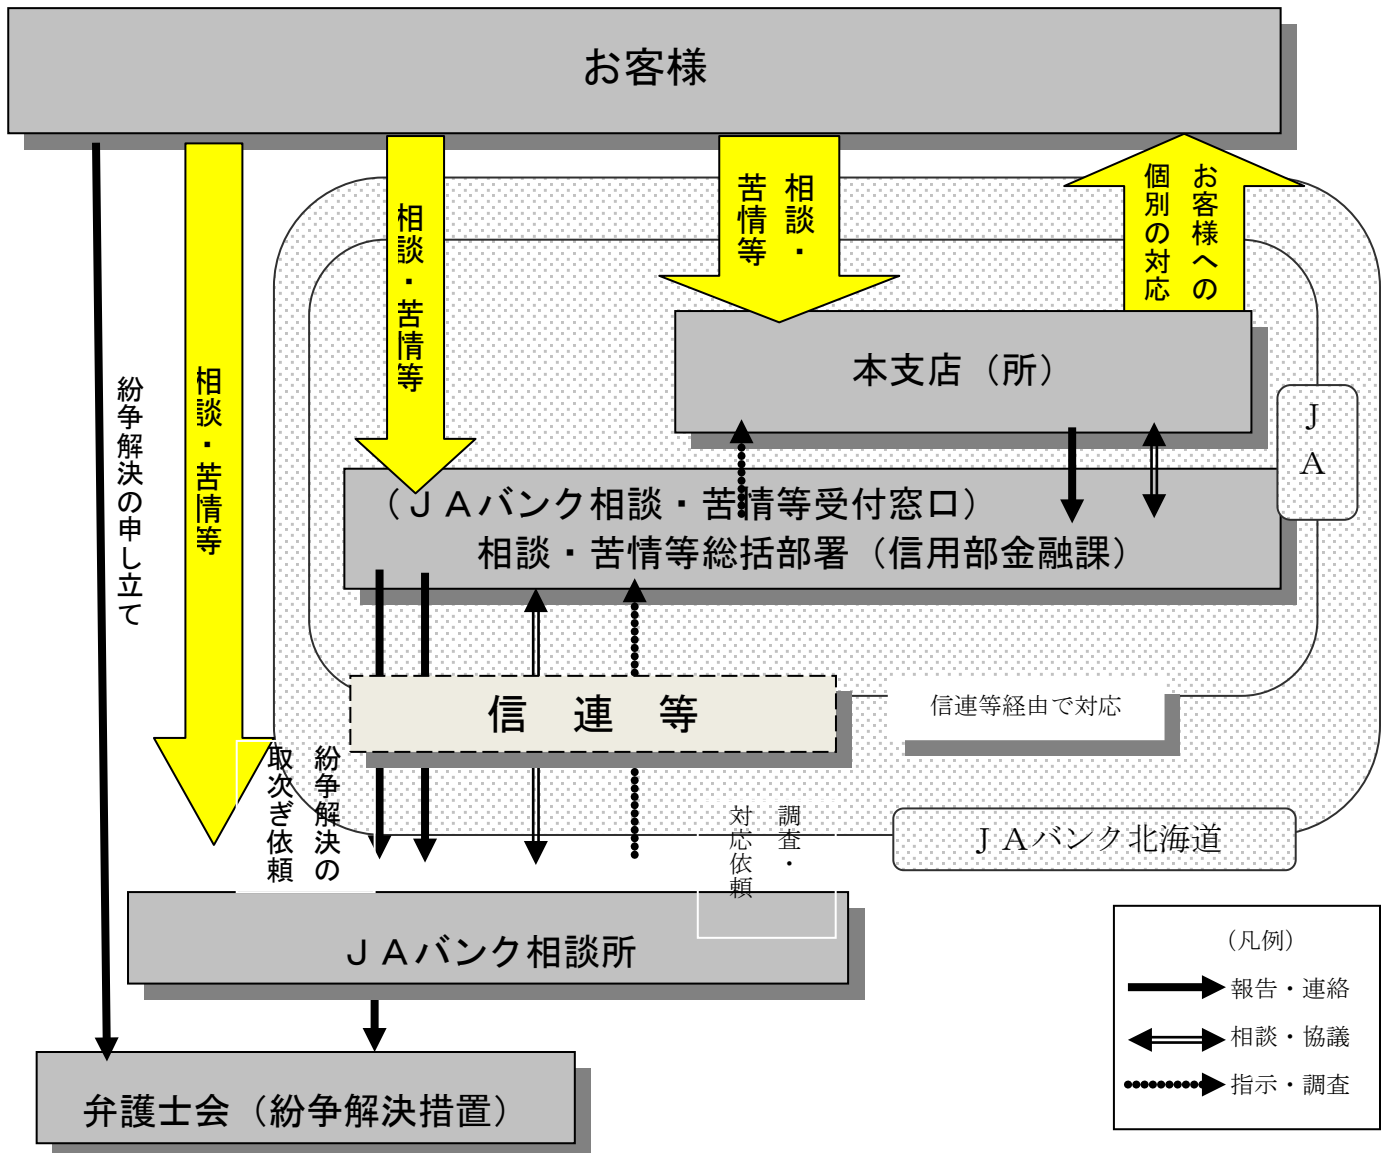 お客様
相談・
苦情等
お客様への
個別の対応
相談・苦情等
相談・苦情等
紛争解決の申し立て
本支店（所）
ＪＡ
（ＪＡバンク相談・苦情等受付窓口）
相談・苦情等総括部署（信用部金融課）
信　連　等
信連等経由で対応
紛争解決の
取次ぎ依頼
調査・
対応依頼
ＪＡバンク北海道
ＪＡバンク相談所
弁護士会（紛争解決措置）
（凡例）
報告・連絡
相談・協議
指示・調査